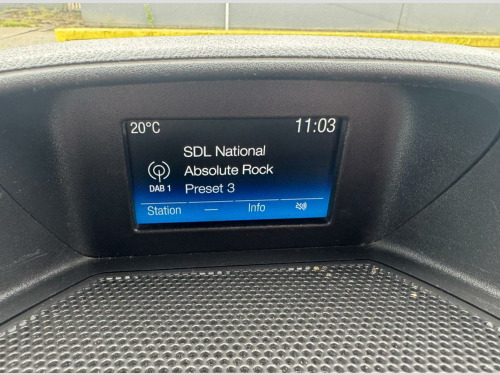 20°C 11:03
SDL National
Absolute Rock
DAB 1 Preset 3
Station — Info